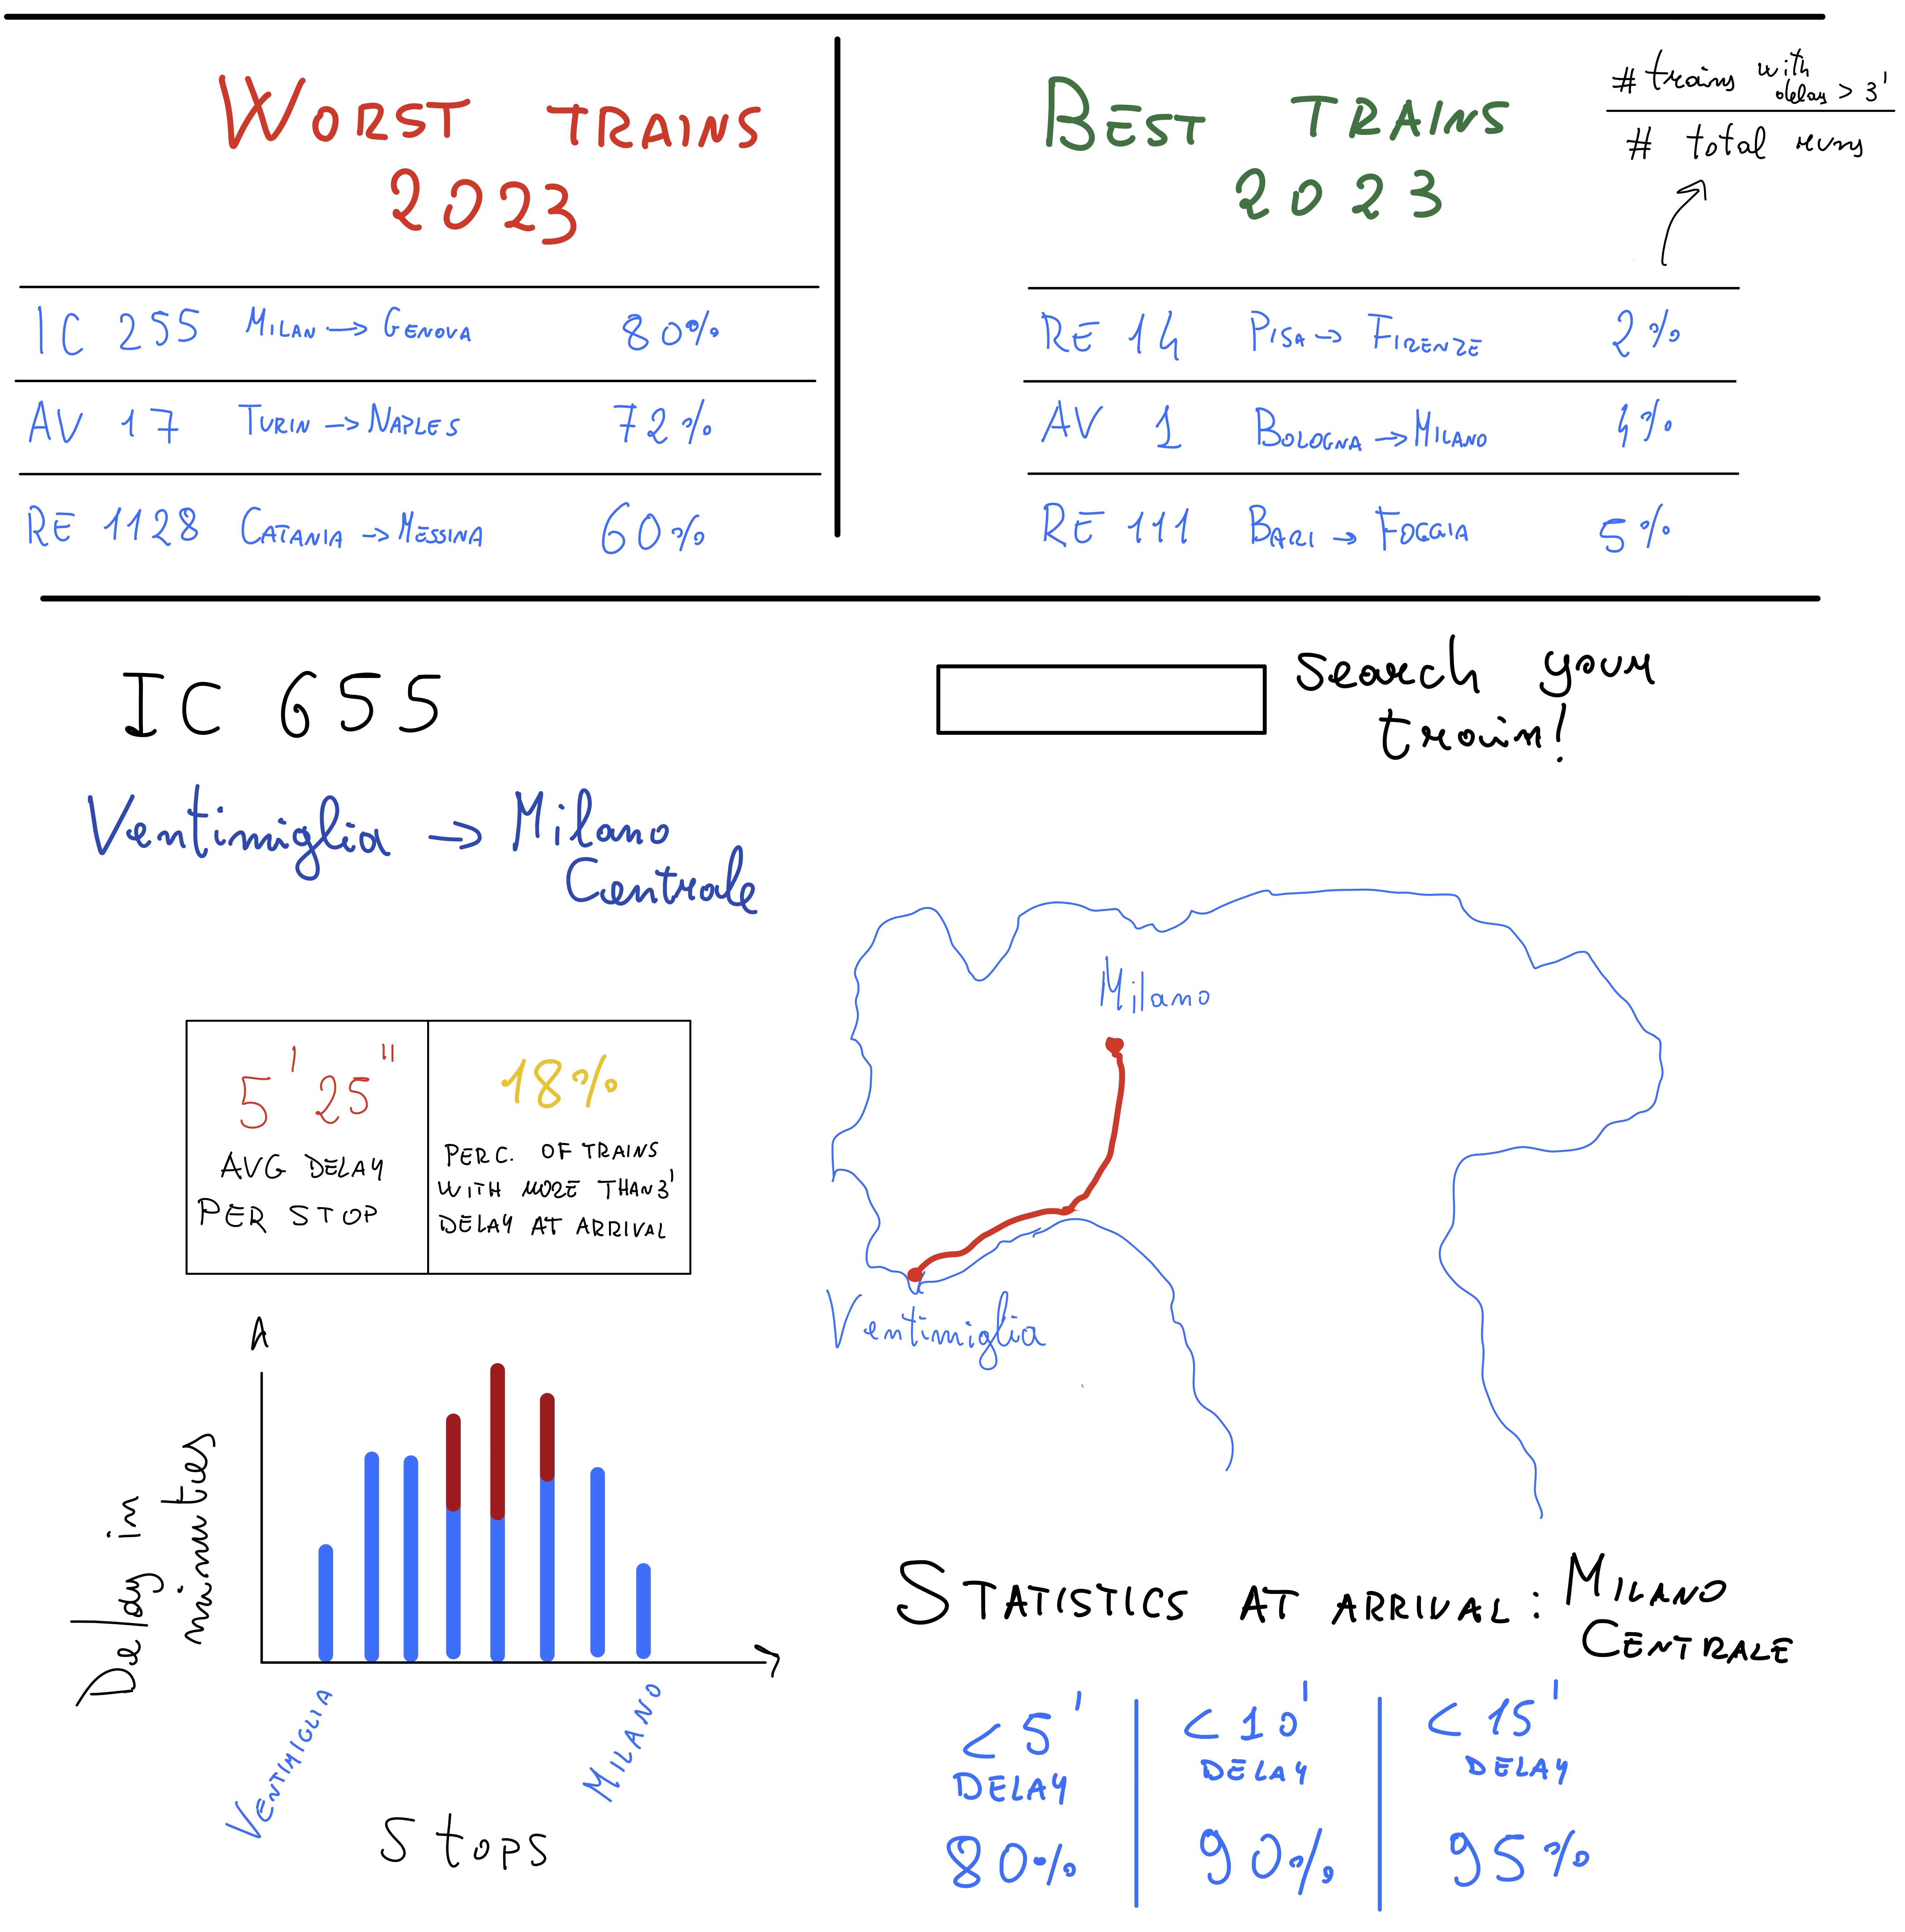 WORST TRAINS
2023
IC 255 MILAN → GENOVA 80%
AV 17 TURIN → NAPLES 72%
RE 1128 CATANIA → MESSINA 60%
BEST TRAINS
2023
# trains with delay > 3'
# total runs
RE 14 PISA → FIRENZE 2%
AV 1 BOLOGNA → MILANO 4%
RE 111 BARI → FOGGIA 5%
IC 655
search your
train!
Ventimiglia → Milano
Centrale
5' 25"
AVG DELAY
PER STOP
18%
PERC. OF TRAINS
WITH MORE THAN 3'
DELAY AT ARRIVAL
Milano
Ventimiglia
Delay in
minuties
VENTIMIGLIA
MILANO
Stops
STATISTICS AT ARRIVAL: MILANO
CENTRALE
< 5'
DELAY
80%
< 10'
DELAY
90%
< 15'
DELAY
95%